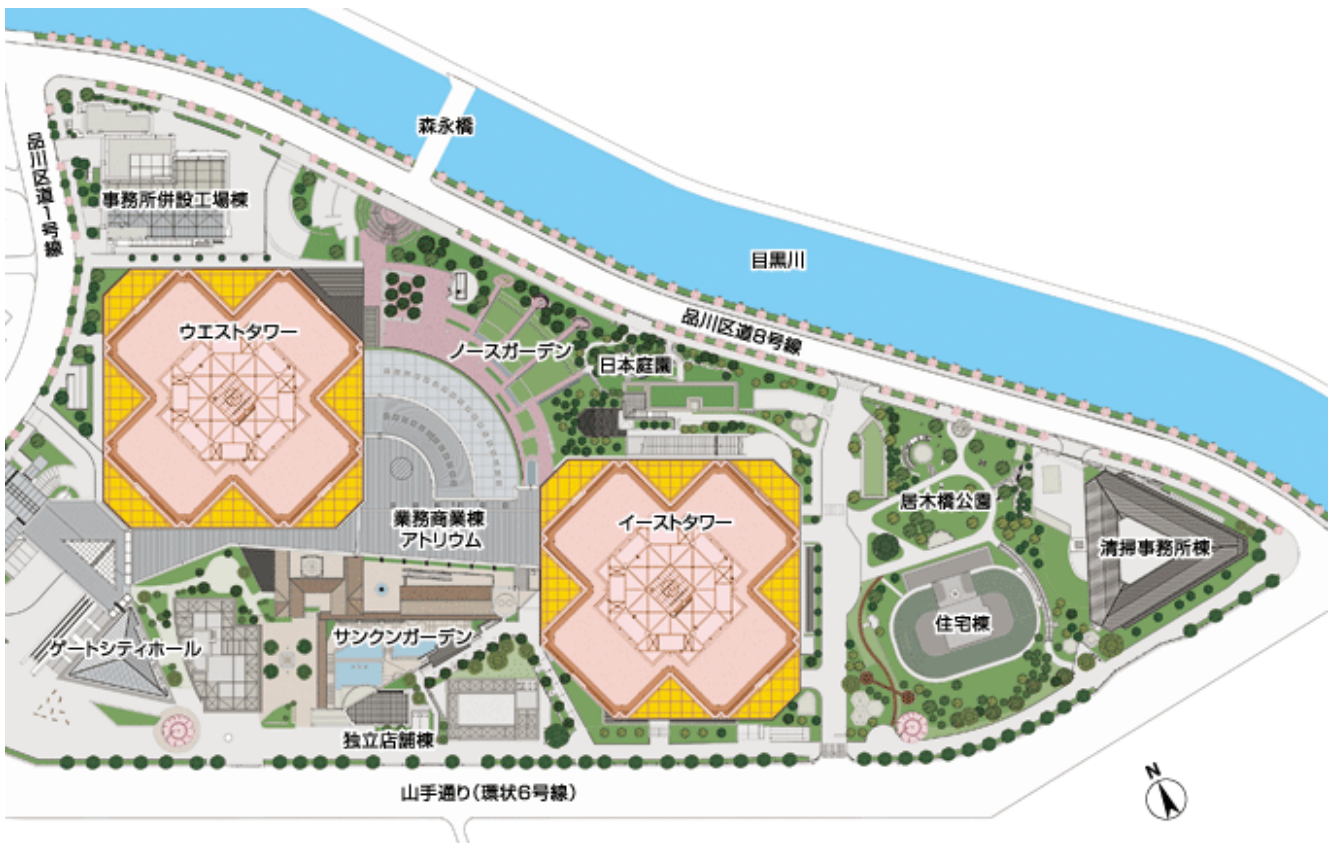 森永橋
品川区道1号線
事務所併設工場棟
目黒川
品川区道8号線
ウエストタワー
ノースガーデン
日本庭園
居木橋公園
業務商業棟
アトリウム
イーストタワー
清掃事務所棟
住宅棟
サンクンガーデン
ゲートシティホール
独立店舗棟
山手通り(環状6号線)
N